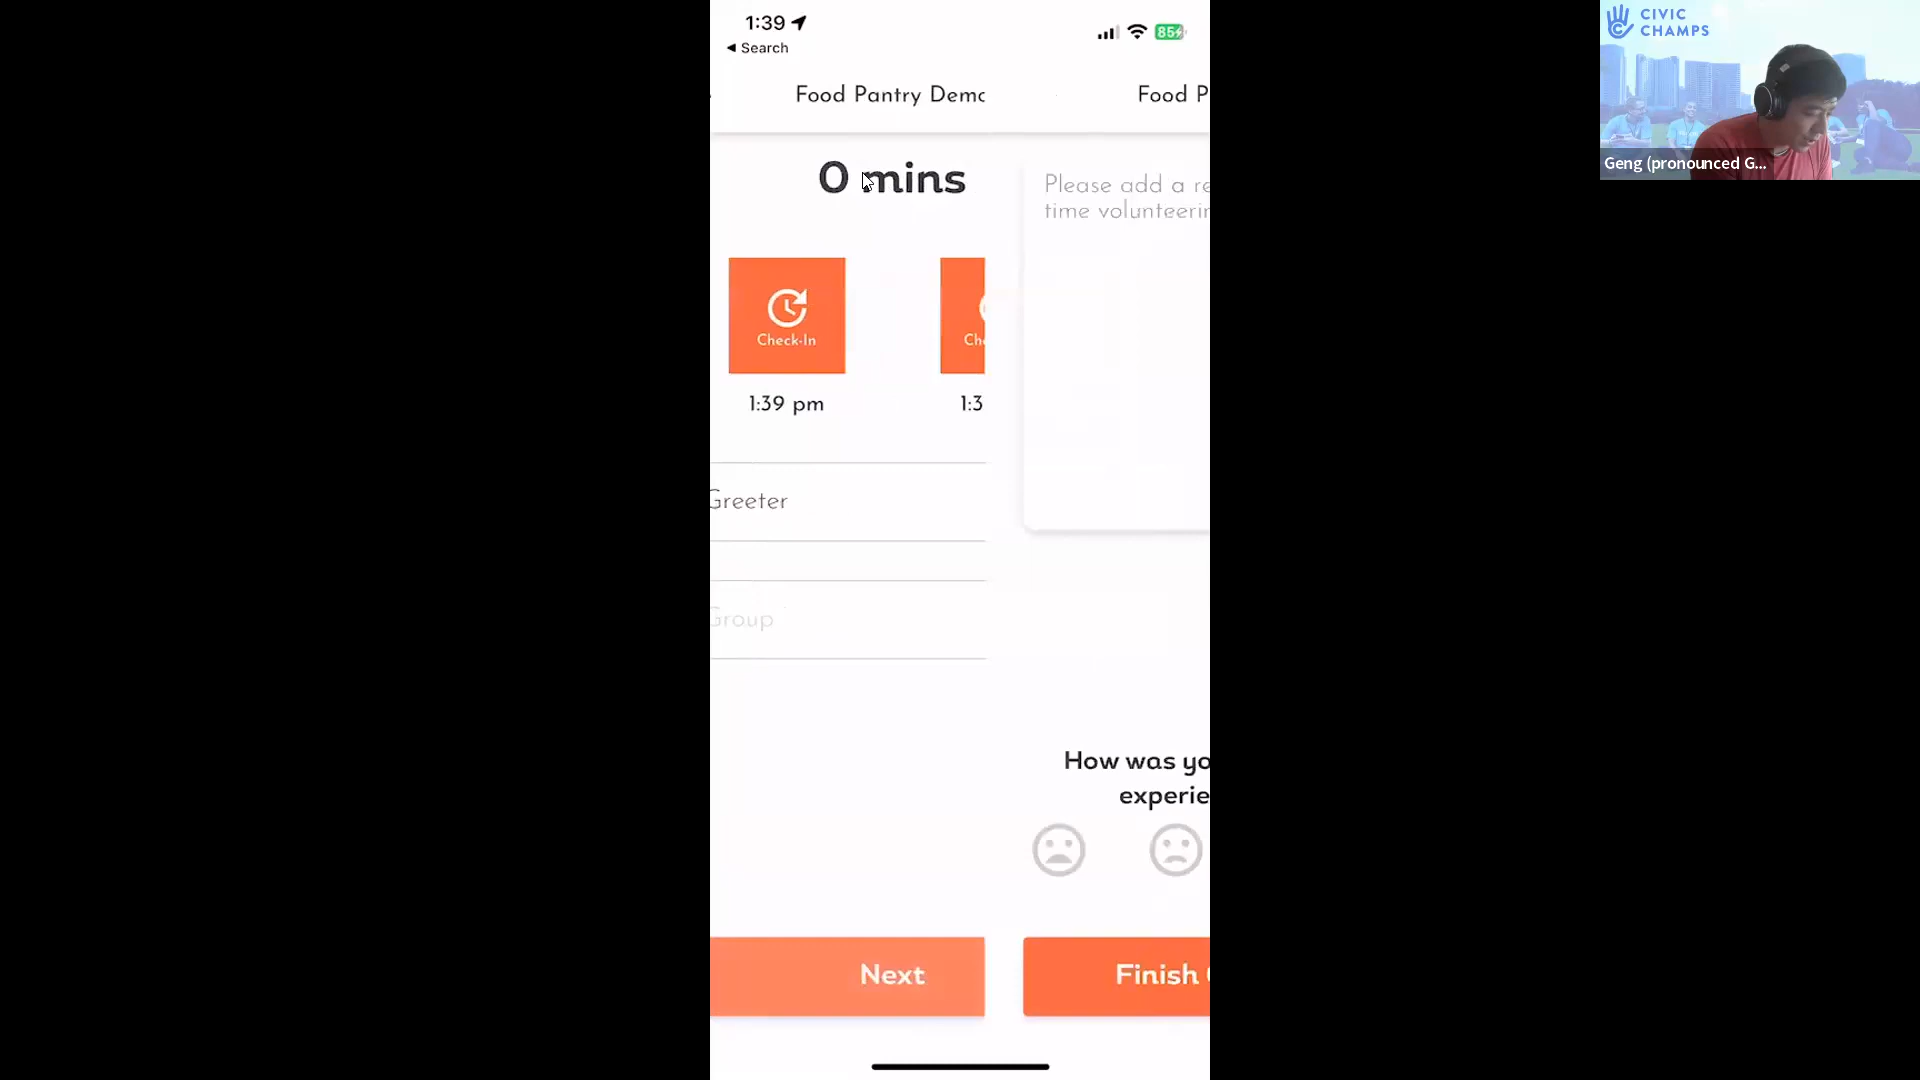 1:39
Search
85
Food Pantry Demo
Food P
0 mins
Please add a re
time volunteerin
Check-In
Che
1:39 pm
1:3
Greeter
Group
How was yo
experie
Next
Finish
CIVIC
CHAMPS
Geng (pronounced G...